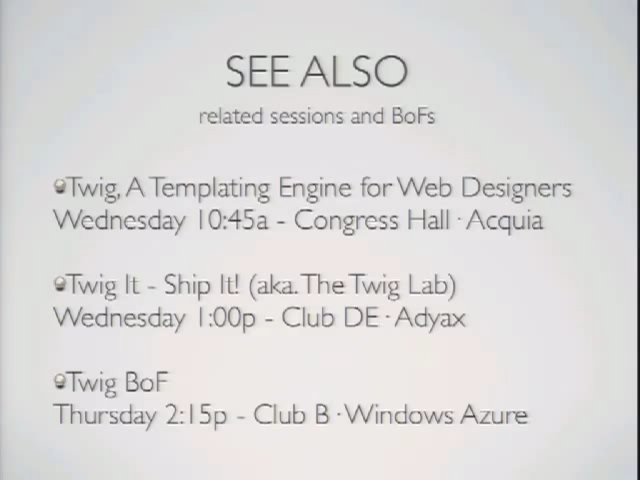 SEE ALSO
related sessions and BoFs
Twig, A Templating Engine for Web Designers
Wednesday 10:45a - Congress Hall · Acquia
Twig It - Ship It! (aka. The Twig Lab)
Wednesday 1:00p - Club DE · Adyax
Twig BoF
Thursday 2:15p - Club B · Windows Azure